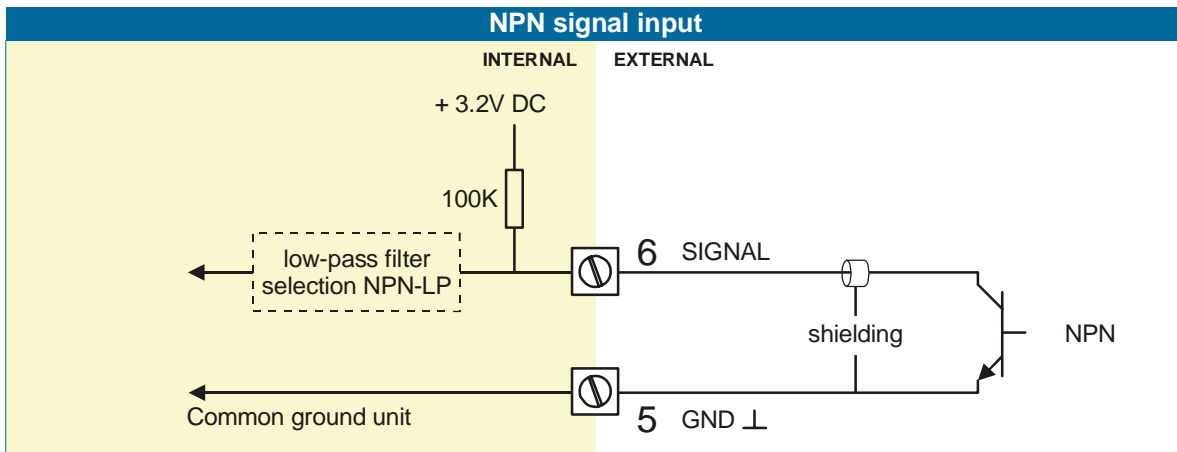 NPN signal input
INTERNAL EXTERNAL
+ 3.2V DC
100K
low-pass filter
selection NPN-LP
6 SIGNAL
shielding
NPN
Common ground unit
5 GND ⊥